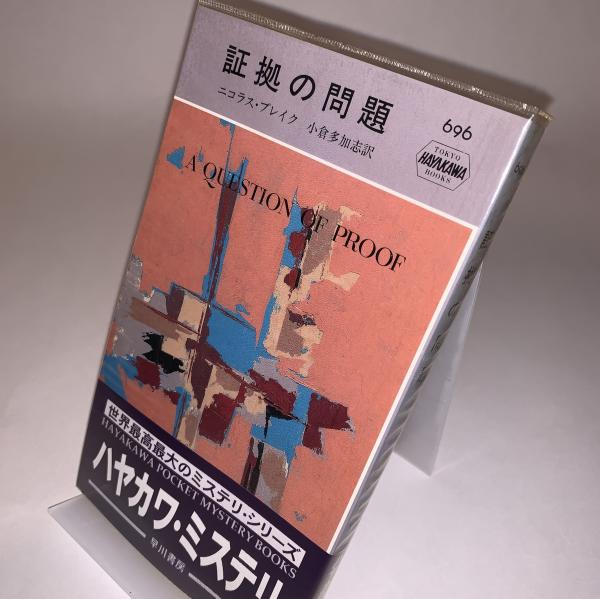 証拠の問題
ニコラス・ブレイク 小倉多加志訳
696
TOKYO
HAYAKAWA
BOOKS
A QUESTION OF PROOF
世界最高最大のミステリ・シリーズ
HAYAKAWA POCKET MYSTERY BOOKS
ハヤカワ・ミステリ
早川書房